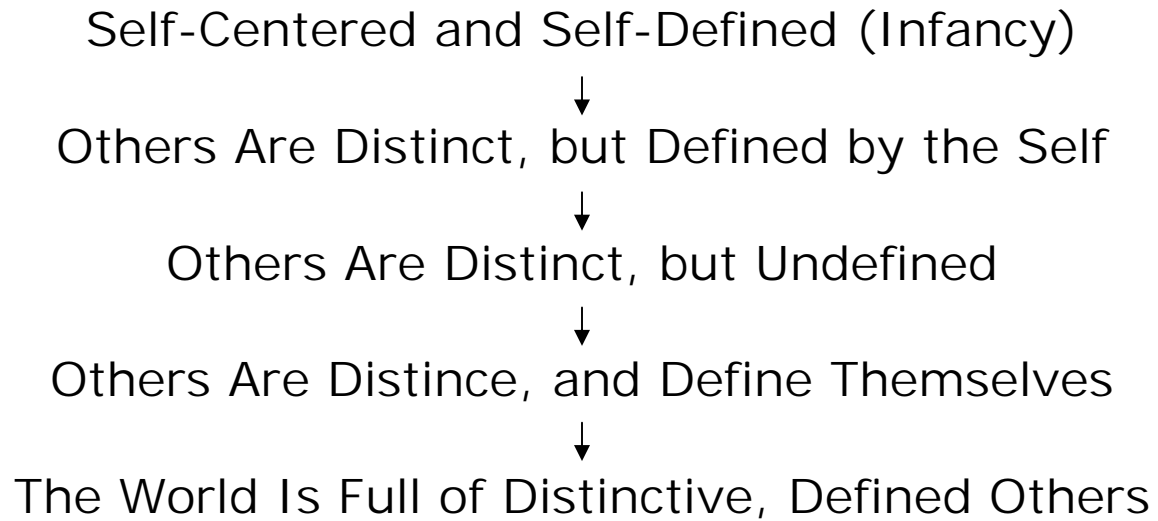 Self-Centered and Self-Defined (Infancy)
Others Are Distinct, but Defined by the Self
Others Are Distinct, but Undefined
Others Are Distince, and Define Themselves
The World Is Full of Distinctive, Defined Others